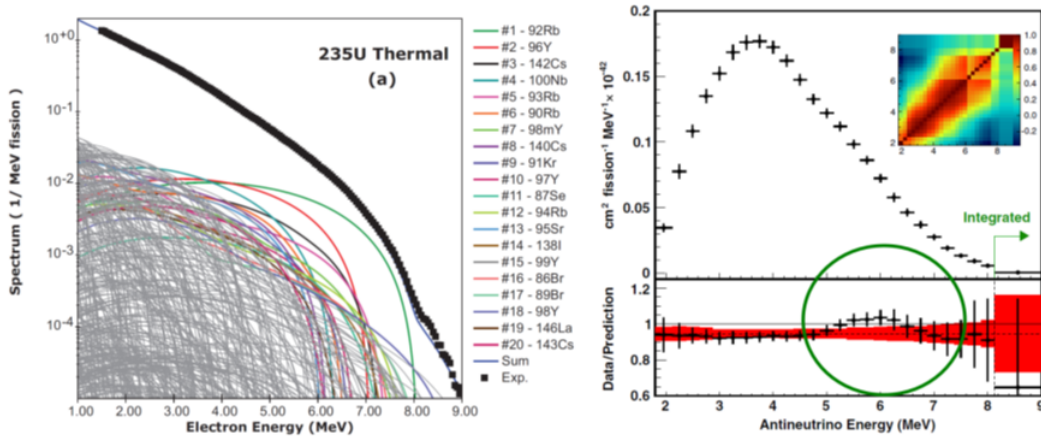 235U Thermal
(a)
Spectrum ( 1/ MeV fission )
10+0
10-1
10-2
10-3
10-4
1.00 2.00 3.00 4.00 5.00 6.00 7.00 8.00 9.00
Electron Energy (MeV)
#1 - 92Rb
#2 - 96Y
#3 - 142Cs
#4 - 100Nb
#5 - 93Rb
#6 - 90Rb
#7 - 98mY
#8 - 140Cs
#9 - 91Kr
#10 - 97Y
#11 - 87Se
#12 - 94Rb
#13 - 95Sr
#14 - 138I
#15 - 99Y
#16 - 86Br
#17 - 89Br
#18 - 98Y
#19 - 146La
#20 - 143Cs
Sum
Exp.
cm² fission⁻¹ MeV⁻¹× 10⁻⁴²
0.2
0.15
0.1
0.05
0
8
6
4
2
2 4 6 8
1.0
0.8
0.6
0.4
0.2
0.0
-0.2
Integrated
Data/Prediction
1.2
1
0.8
0.6
2 3 4 5 6 7 8 9
Antineutrino Energy (MeV)